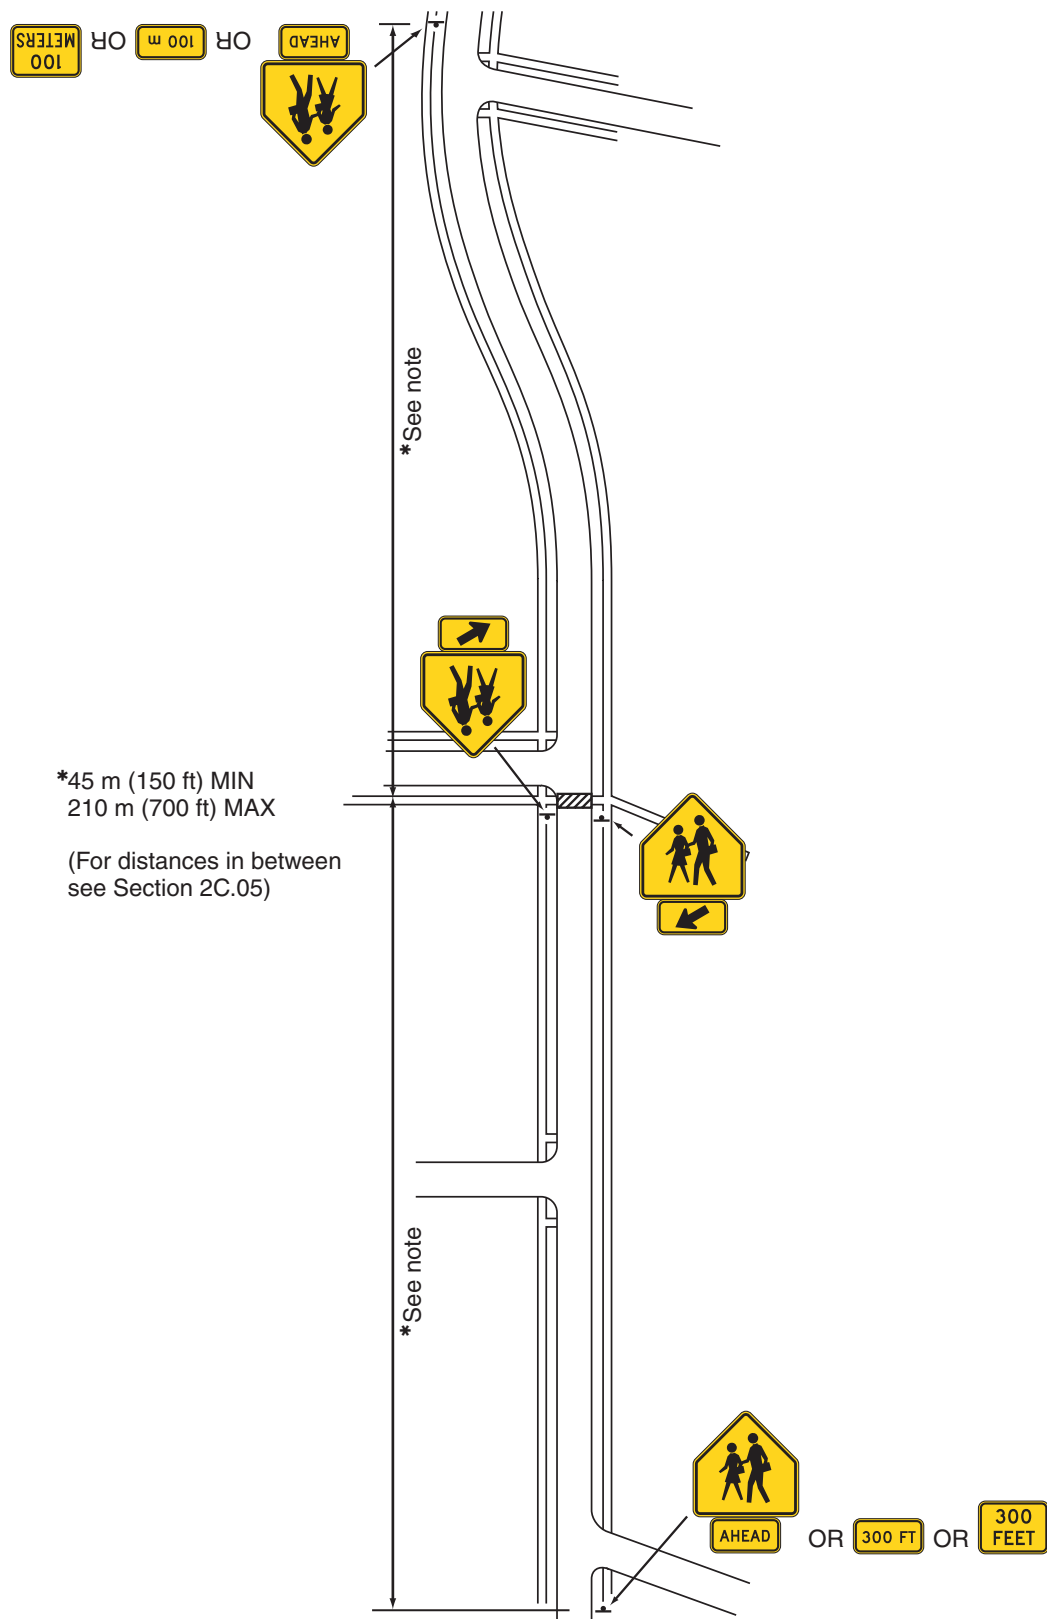 100
METERS
OR
100 m
OR
AHEAD
*See note
*45 m (150 ft) MIN
210 m (700 ft) MAX
(For distances in between
see Section 2C.05)
*See note
AHEAD
OR
300 FT
OR
300
FEET